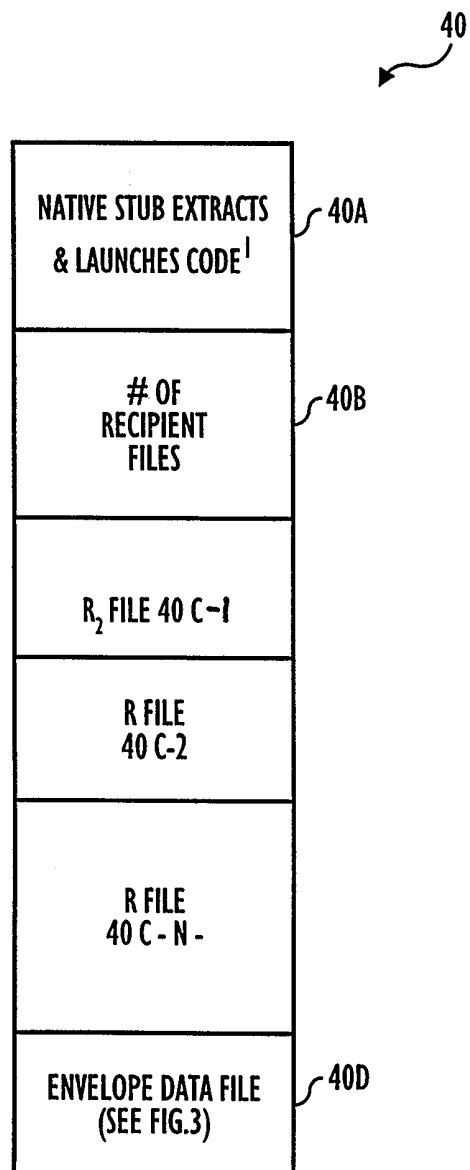 40
NATIVE STUB EXTRACTS
& LAUNCHES CODE¹
40A
# OF
RECIPIENT
FILES
40B
R₂ FILE 40 C-1
R FILE
40 C-2
R FILE
40 C - N -
ENVELOPE DATA FILE
(SEE FIG.3)
40D